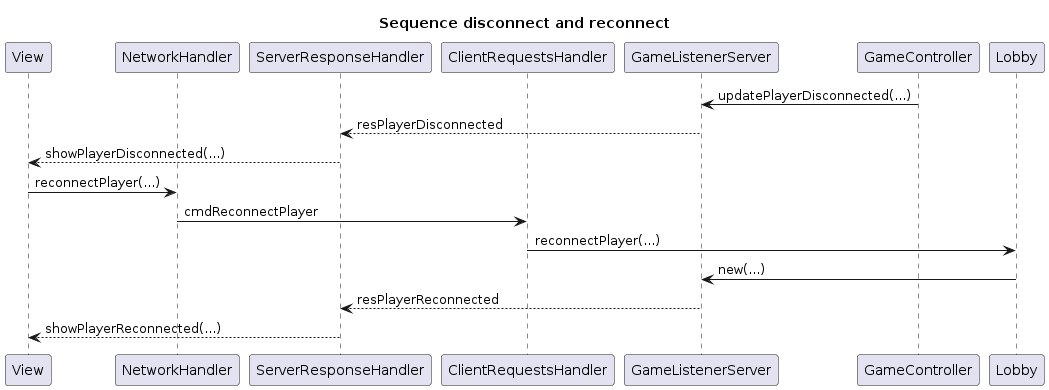 Sequence disconnect and reconnect
View NetworkHandler ServerResponseHandler ClientRequestsHandler GameListenerServer GameController Lobby
updatePlayerDisconnected(...)
resPlayerDisconnected
showPlayerDisconnected(...)
reconnectPlayer(...)
cmdReconnectPlayer
reconnectPlayer(...)
new(...)
resPlayerReconnected
showPlayerReconnected(...)
View NetworkHandler ServerResponseHandler ClientRequestsHandler GameListenerServer GameController Lobby